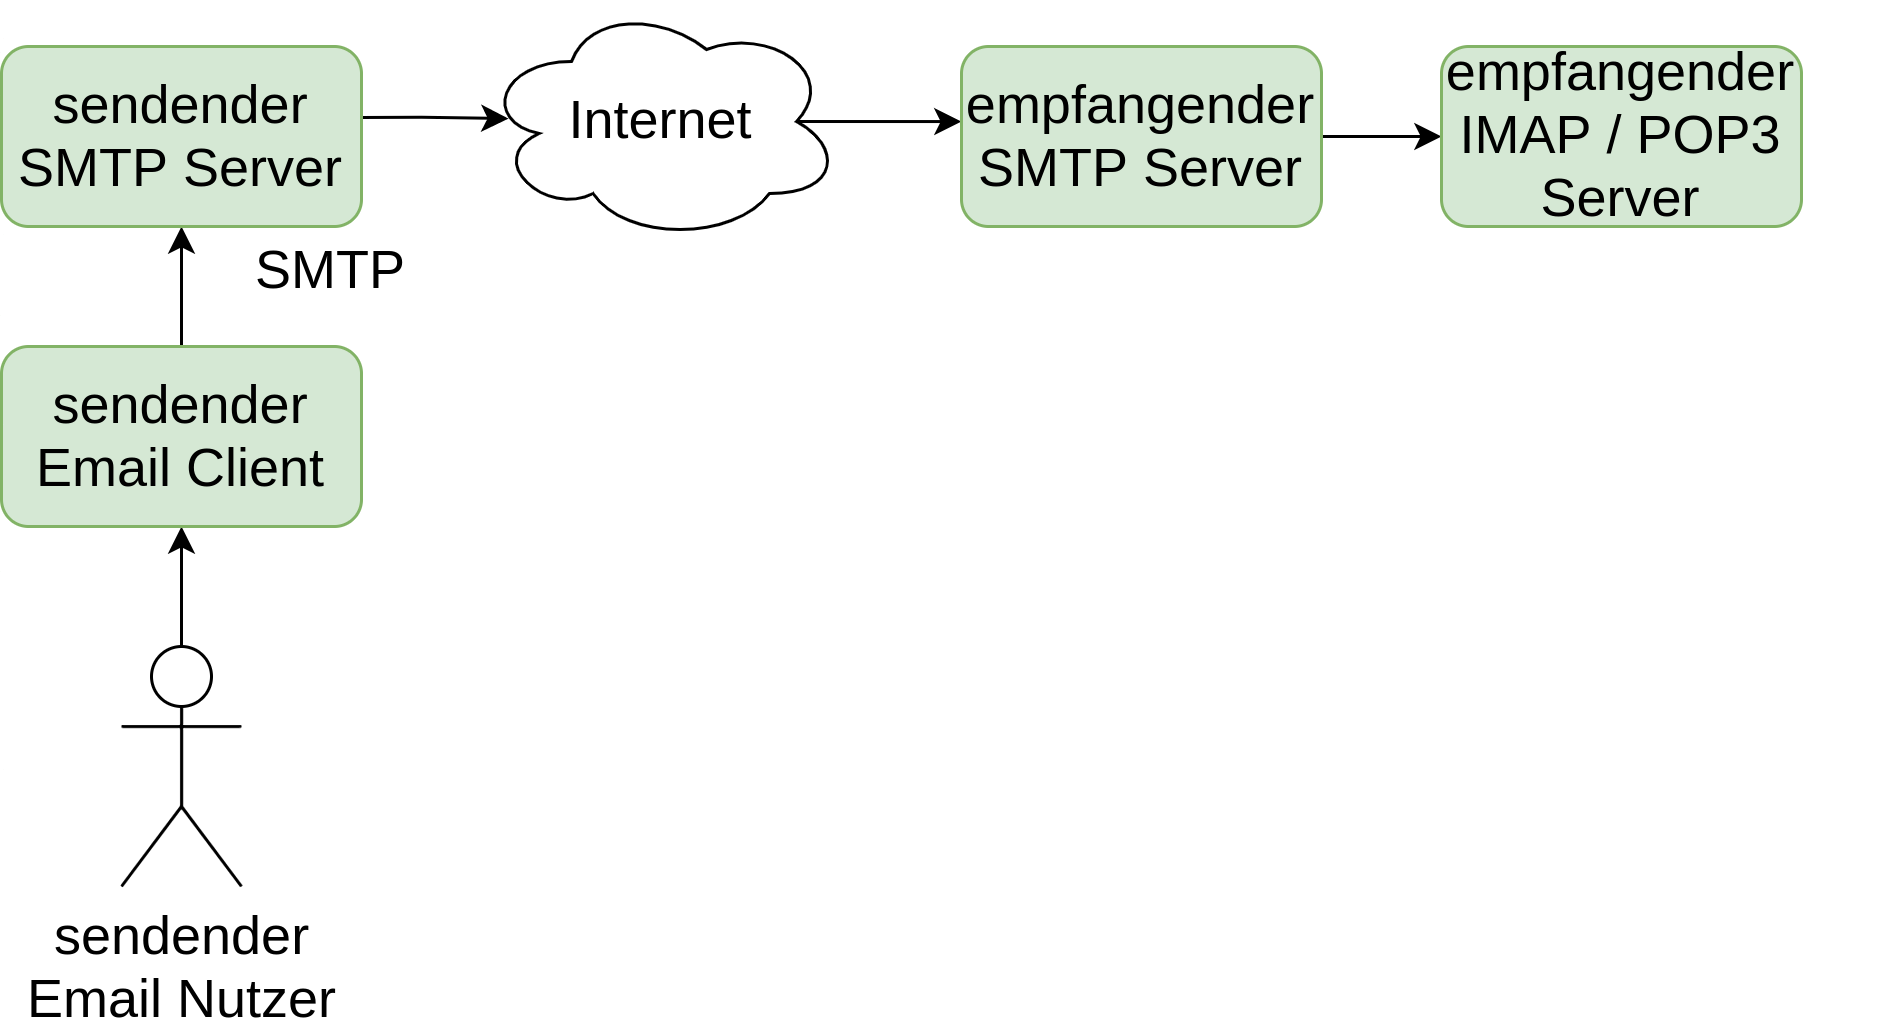 sendender
SMTP Server
Internet
empfangender
SMTP Server
empfangender
IMAP / POP3
Server
SMTP
sendender
Email Client
sendender
Email Nutzer